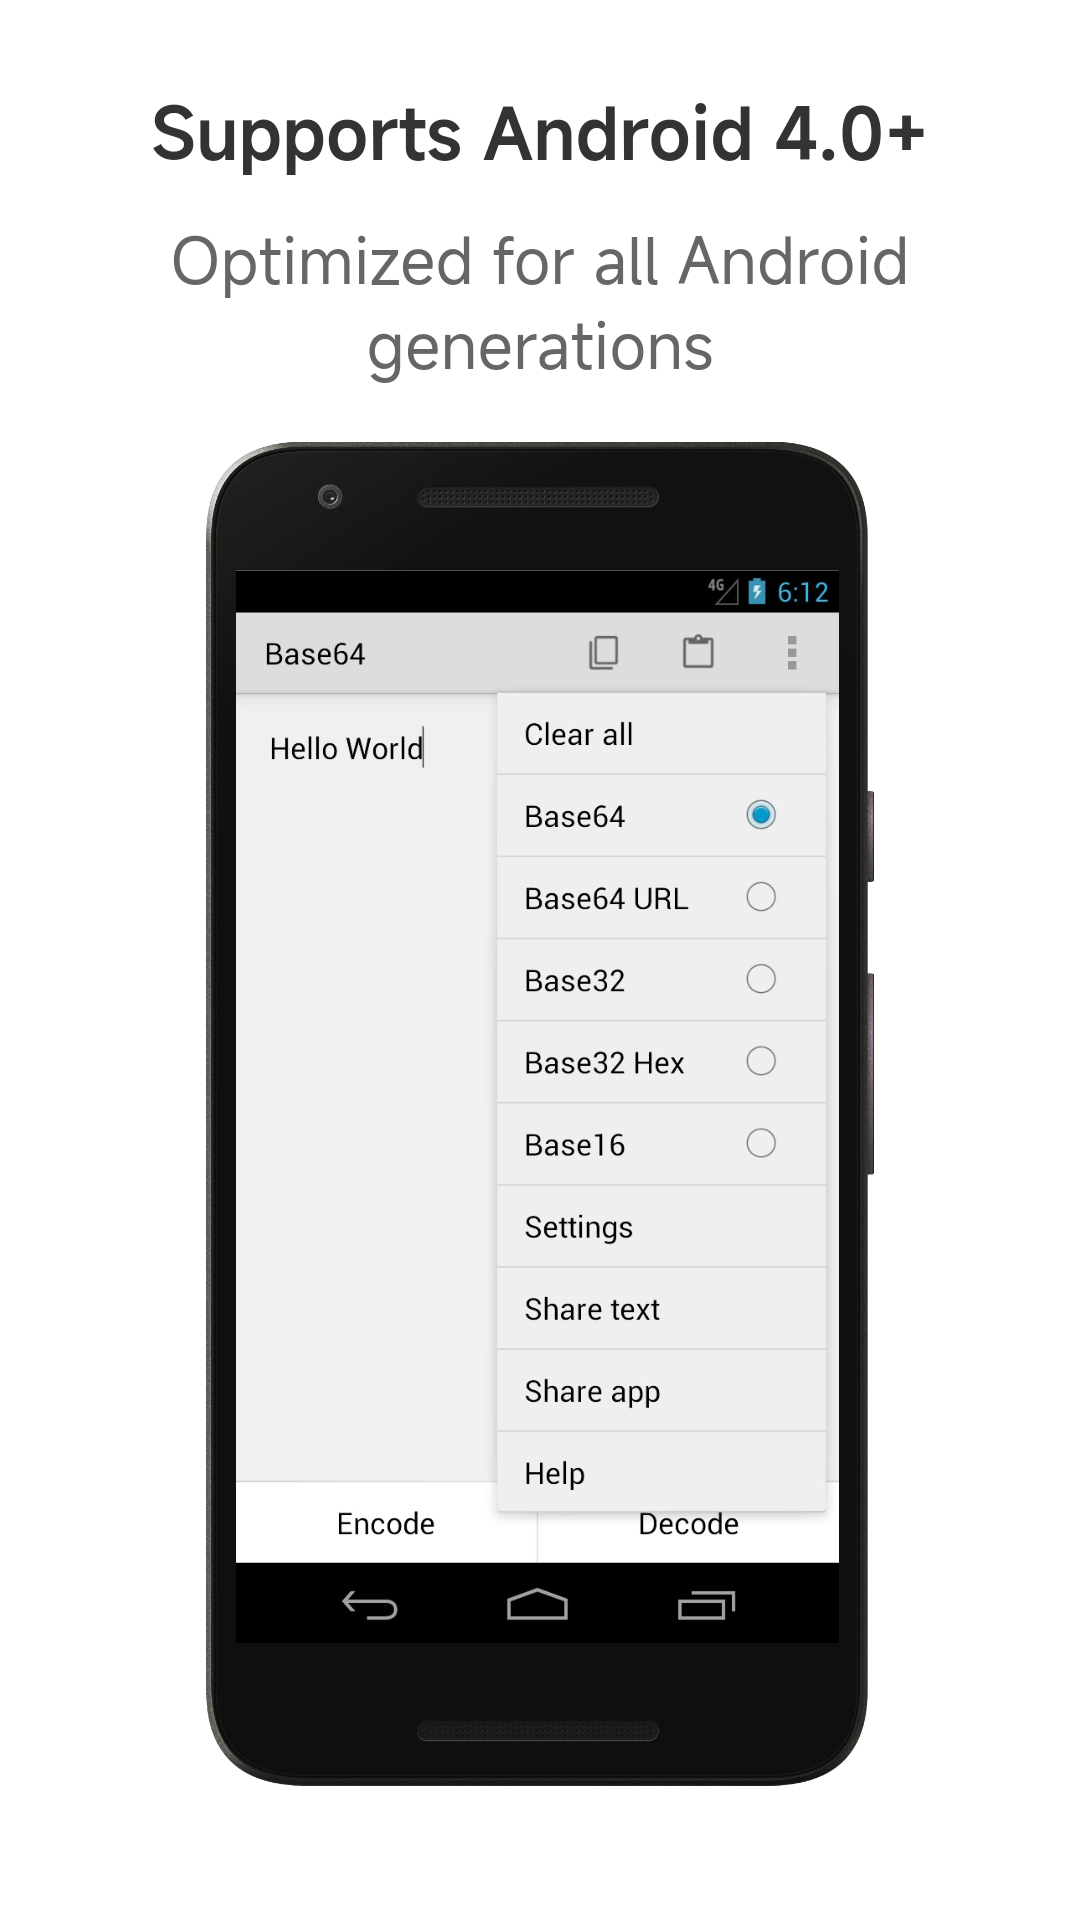 Supports Android 4.0+
Optimized for all Android
generations
4G 6:12
Base64
Hello World
Clear all
Base64
Base64 URL
Base32
Base32 Hex
Base16
Settings
Share text
Share app
Help
Encode Decode